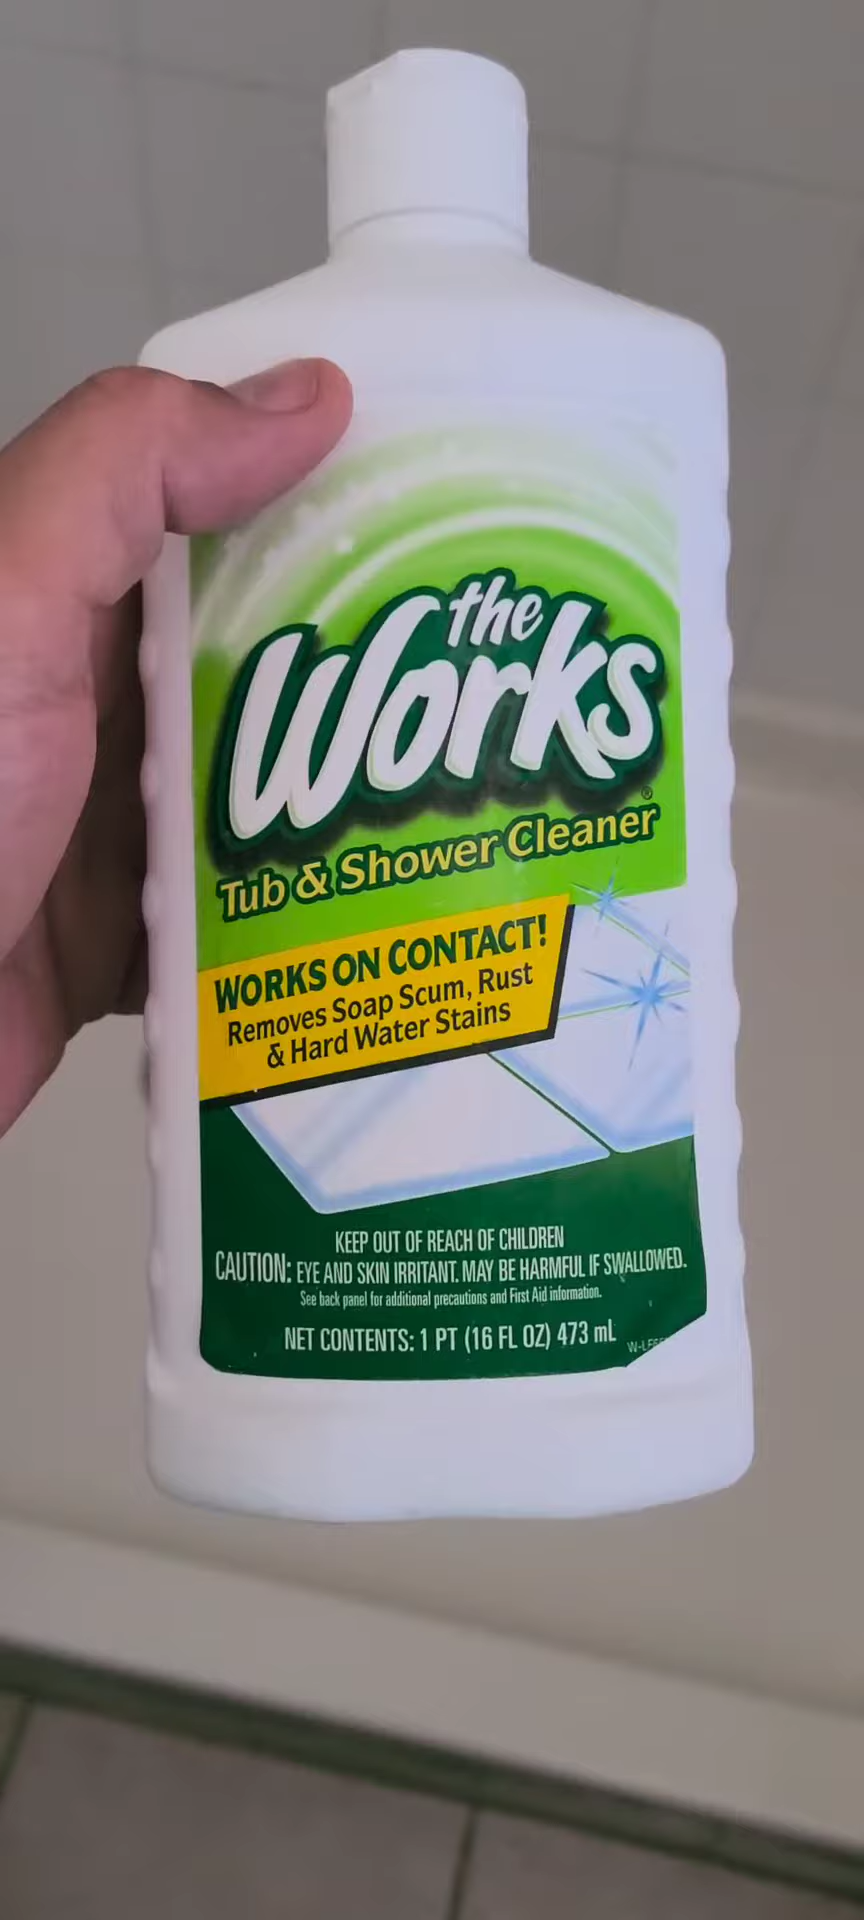 the
Works®
Tub & Shower Cleaner
WORKS ON CONTACT!
Removes Soap Scum, Rust
& Hard Water Stains
KEEP OUT OF REACH OF CHILDREN
CAUTION: EYE AND SKIN IRRITANT. MAY BE HARMFUL IF SWALLOWED.
See back panel for additional precautions and First Aid information.
NET CONTENTS: 1 PT (16 FL OZ) 473 mL